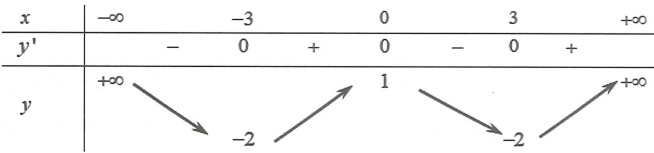 x −∞ −3 0 3 +∞
y' − 0 + 0 − 0 +
+∞ 1 +∞
y
−2 −2